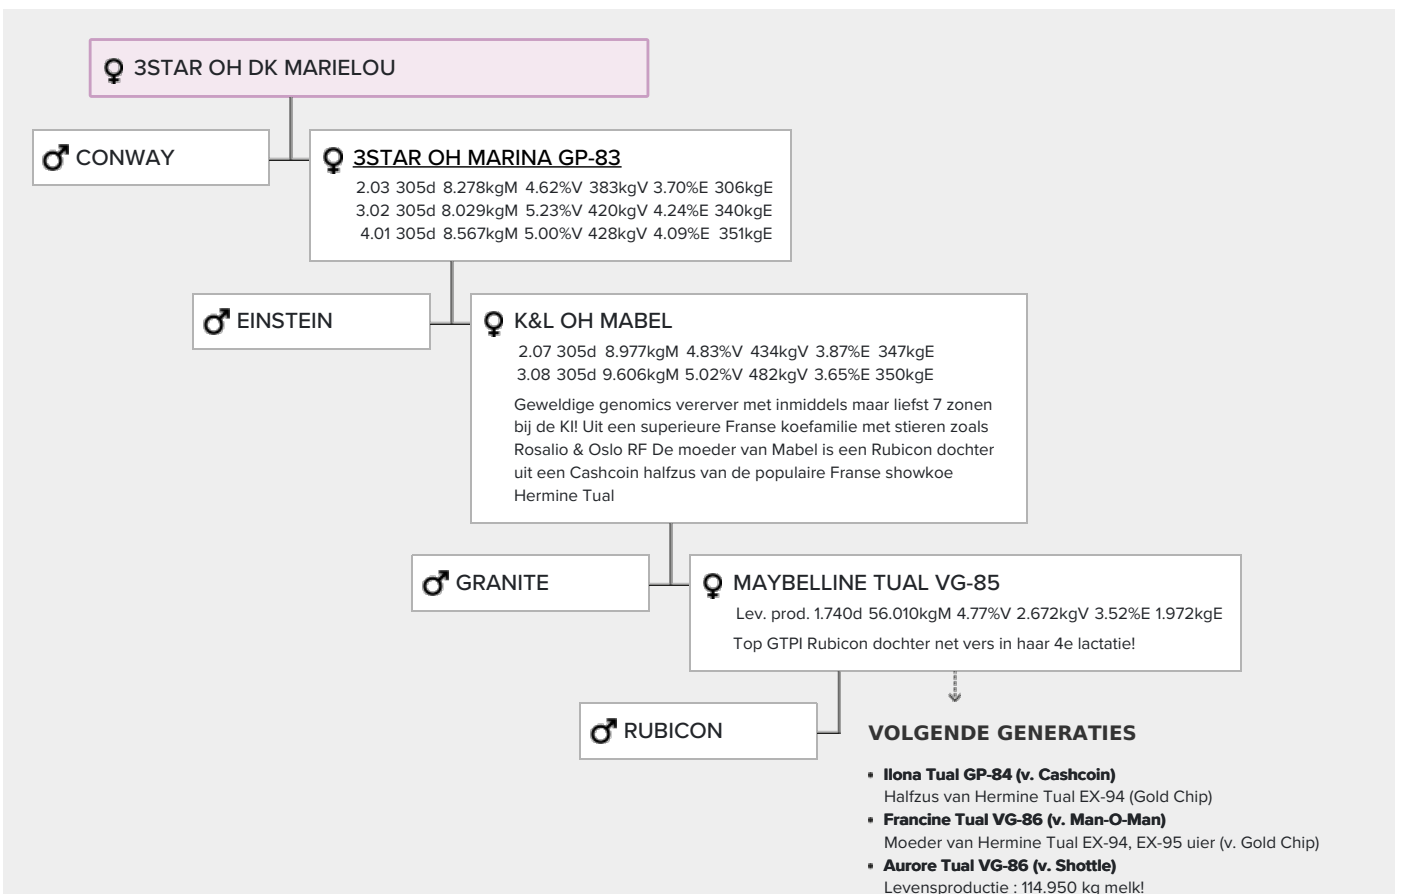 3STAR OH DK MARIELOU
CONWAY
3STAR OH MARINA GP-83
2.03 305d 8.278kgM 4.62%V 383kgV 3.70%E 306kgE
3.02 305d 8.029kgM 5.23%V 420kgV 4.24%E 340kgE
4.01 305d 8.567kgM 5.00%V 428kgV 4.09%E 351kgE
EINSTEIN
K&L OH MABEL
2.07 305d 8.977kgM 4.83%V 434kgV 3.87%E 347kgE
3.08 305d 9.606kgM 5.02%V 482kgV 3.65%E 350kgE
Geweldige genomics vererver met inmiddels maar liefst 7 zonen
bij de KI! Uit een superieure Franse koefamilie met stieren zoals
Rosalio & Oslo RF De moeder van Mabel is een Rubicon dochter
uit een Cashcoin halfzus van de populaire Franse showkoe
Hermine Tual
GRANITE
MAYBELLINE TUAL VG-85
Lev. prod. 1.740d 56.010kgM 4.77%V 2.672kgV 3.52%E 1.972kgE
Top GTPI Rubicon dochter net vers in haar 4e lactatie!
RUBICON
VOLGENDE GENERATIES
• Ilona Tual GP-84 (v. Cashcoin)
Halfzus van Hermine Tual EX-94 (Gold Chip)
• Francine Tual VG-86 (v. Man-O-Man)
Moeder van Hermine Tual EX-94, EX-95 uier (v. Gold Chip)
• Aurore Tual VG-86 (v. Shottle)
Levensproductie : 114.950 kg melk!